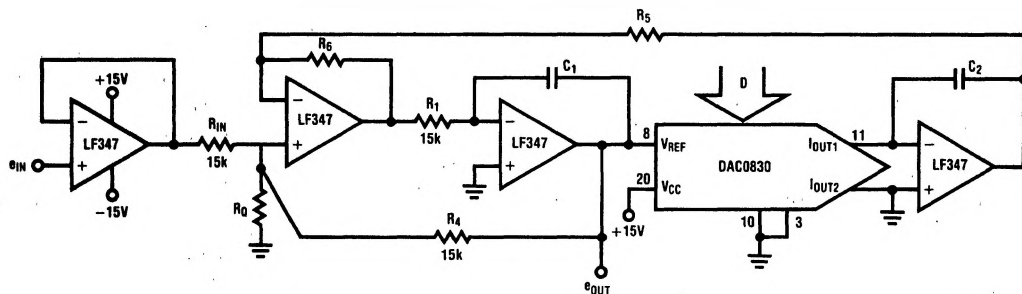 +15V
LF347
eIN
−15V
RIN
15k
RQ
R6
LF347
R1
15k
R4
15k
C1
LF347
eOUT
R5
D
8
VREF
20
VCC
+15V
DAC0830
10
3
IOUT1
11
IOUT2
C2
LF347